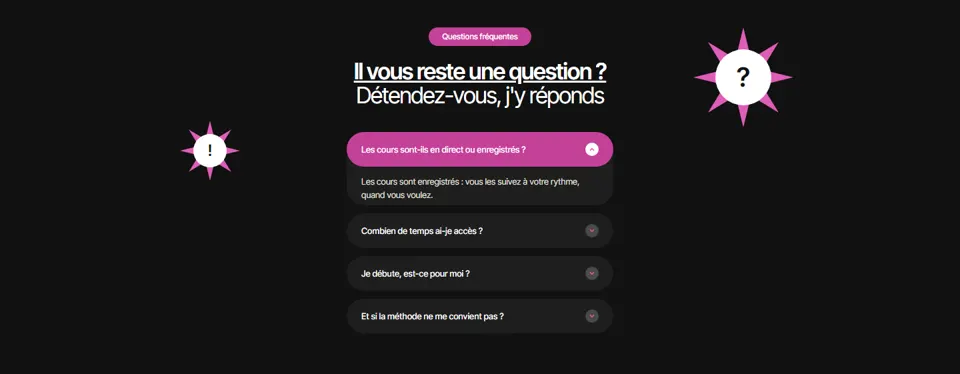 Questions fréquentes
Il vous reste une question ?
Détendez-vous, j'y réponds
?
!
Les cours sont-ils en direct ou enregistrés ?
Les cours sont enregistrés : vous les suivez à votre rythme,
quand vous voulez.
Combien de temps ai-je accès ?
Je débute, est-ce pour moi ?
Et si la méthode ne me convient pas ?